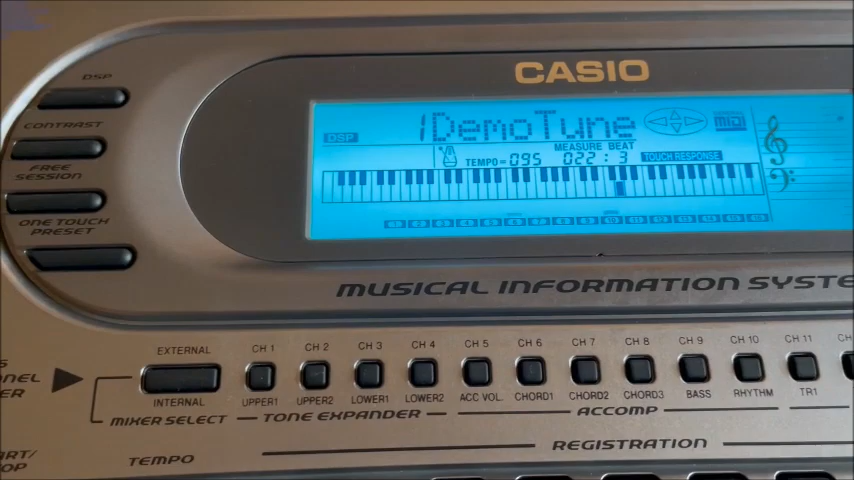 CASIO
DSP
CONTRAST
FREE
SESSION
ONE TOUCH
PRESET
1DemoTune
DSP
MIDI
MEASURE BEAT
TEMPO=095 022:3
TOUCH RESPONSE
MUSICAL INFORMATION SYSTE
EXTERNAL CH 1 CH 2 CH 3 CH 4 CH 5 CH 6 CH 7 CH 8 CH 9 CH 10 CH 11
INTERNAL UPPER1 UPPER2 LOWER1 LOWER2 ACC VOL. CHORD1 CHORD2 CHORD3 BASS RHYTHM TR1
MIXER SELECT TONE EXPANDER ACCOMP
REGISTRATION
TEMPO